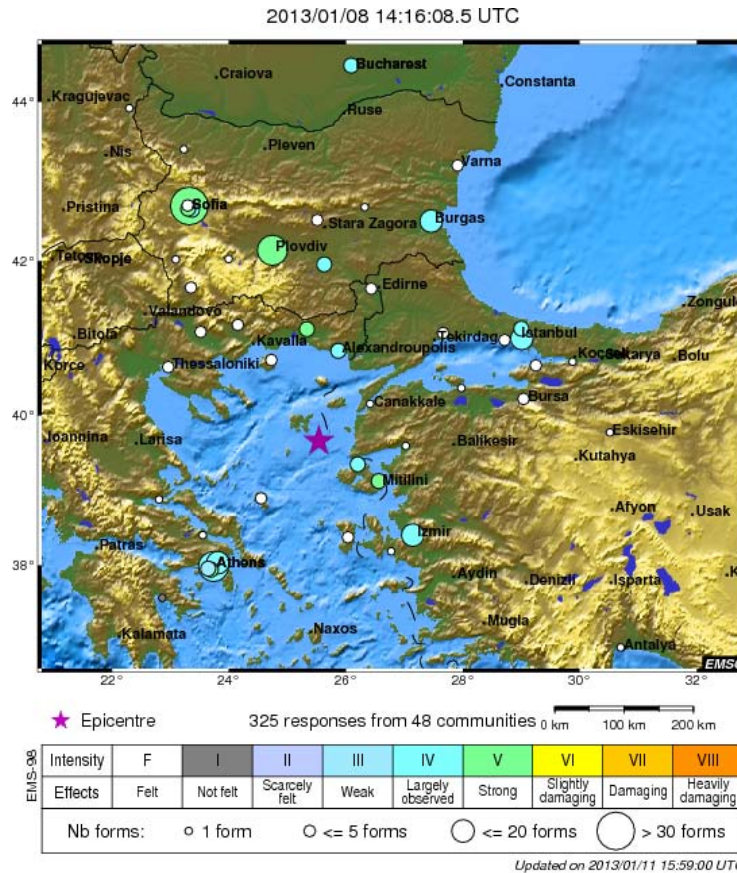 2013/01/08 14:16:08.5 UTC
44°
42°
40°
38°
22°
24°
26°
28°
30°
32°
Craiova
Bucharest
Constanta
Kragujevac
Ruse
Nis
Pleven
Varna
Pristina
Sofia
Stara Zagora
Burgas
Plovdiv
Skopje
Edirne
Valandovo
Bitola
Kavalla
Alexandroupolis
Tekirdag
Istanbul
Bolu
Korce
Thessaloniki
Canakkale
Bursa
Ioannina
Larisa
Balikesir
Eskisehir
Kutahya
Mitilini
Afyon
Usak
Patras
Athens
Izmir
Aydin
Denizli
Isparta
Kalamata
Naxos
Mugla
Antalya
Epicentre
325 responses from 48 communities
0 km 100 km 200 km
EMS-98
Intensity F I II III IV V VI VII VIII
Effects Felt Not felt Scarcely felt Weak Largely observed Strong Slightly damaging Damaging Heavily damaging
Nb forms: 1 form <= 5 forms <= 20 forms > 30 forms
Updated on 2013/01/11 15:59:00 UTC